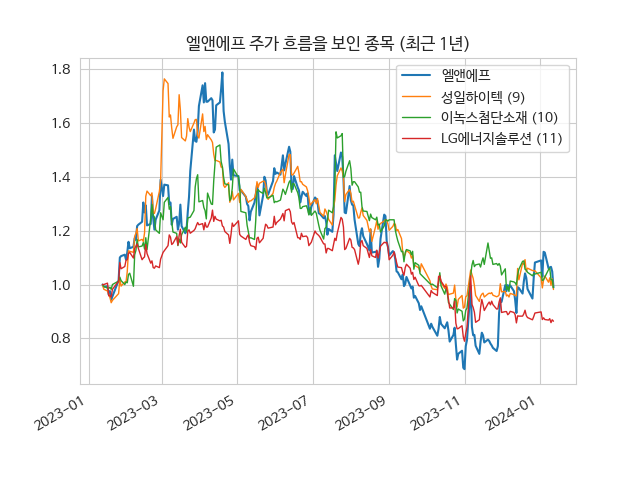 엘앤에프 주가 흐름을 보인 종목 (최근 1년)
엘앤에프
성일하이텍 (9)
이녹스첨단소재 (10)
LG에너지솔루션 (11)
1.8
1.6
1.4
1.2
1.0
0.8
2023-01
2023-03
2023-05
2023-07
2023-09
2023-11
2024-01